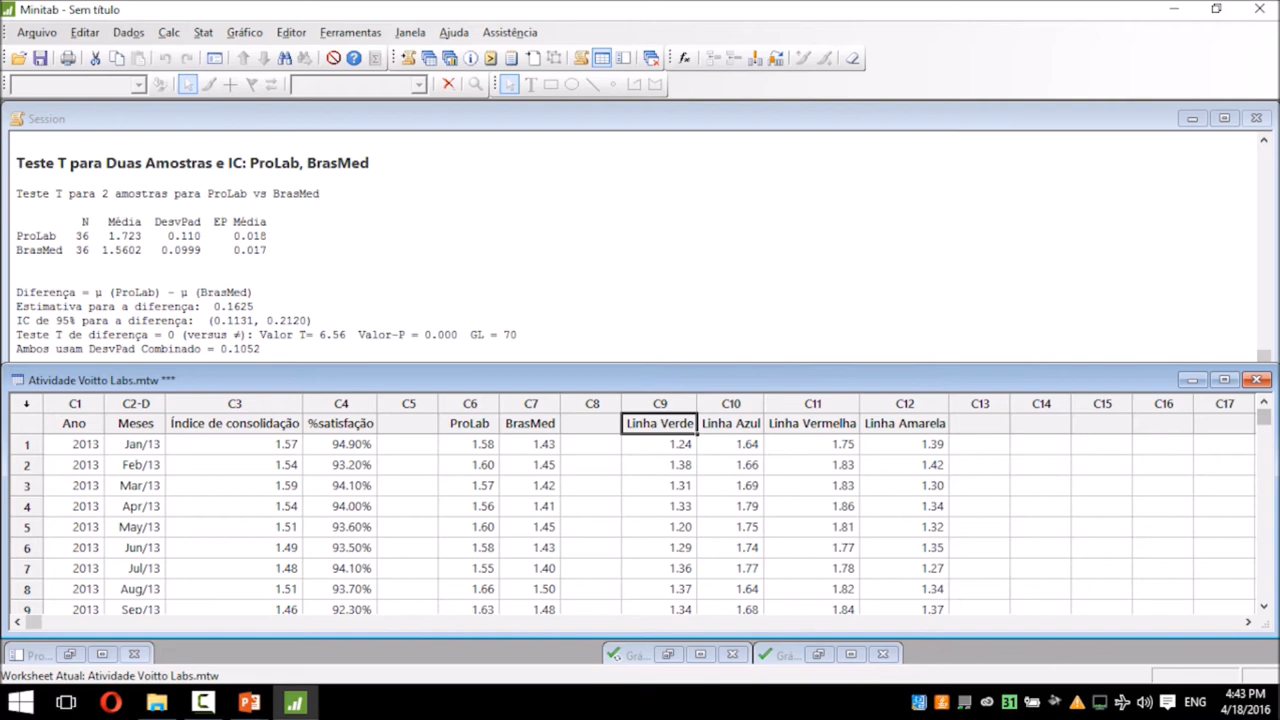 Minitab - Sem título
Arquivo Editar Dados Calc Stat Gráfico Editor Ferramentas Janela Ajuda Assistência
Session
Teste T para Duas Amostras e IC: ProLab, BrasMed
Teste T para 2 amostras para ProLab vs BrasMed
N Média DesvPad EP Média
ProLab 36 1.723 0.110 0.018
BrasMed 36 1.5602 0.0999 0.017
Diferença = μ (ProLab) - μ (BrasMed)
Estimativa para a diferença: 0.1625
IC de 95% para a diferença: (0.1131, 0.2120)
Teste T de diferença = 0 (versus ≠): Valor T= 6.56 Valor-P = 0.000 GL = 70
Ambos usam DesvPad Combinado = 0.1052
Atividade Voitto Labs.mtw ***
C1 C2-D C3 C4 C5 C6 C7 C8 C9 C10 C11 C12 C13 C14 C15 C16 C17
Ano Meses Índice de consolidação %satisfação ProLab BrasMed Linha Verde Linha Azul Linha Vermelha Linha Amarela
1 2013 Jan/13 1.57 94.90% 1.58 1.43 1.24 1.64 1.75 1.39
2 2013 Feb/13 1.54 93.20% 1.60 1.45 1.38 1.66 1.83 1.42
3 2013 Mar/13 1.59 94.10% 1.57 1.42 1.31 1.69 1.83 1.30
4 2013 Apr/13 1.54 94.00% 1.56 1.41 1.33 1.79 1.86 1.34
5 2013 May/13 1.51 93.60% 1.60 1.45 1.20 1.75 1.81 1.32
6 2013 Jun/13 1.49 93.50% 1.58 1.43 1.29 1.74 1.77 1.35
7 2013 Jul/13 1.48 94.10% 1.55 1.40 1.36 1.77 1.78 1.27
8 2013 Aug/13 1.51 93.70% 1.66 1.50 1.37 1.64 1.82 1.34
9 2013 Sep/13 1.46 92.30% 1.63 1.48 1.34 1.68 1.84 1.37
Pro... Grá... Grá...
Worksheet Atual: Atividade Voitto Labs.mtw
31 ENG 4:43 PM
4/18/2016